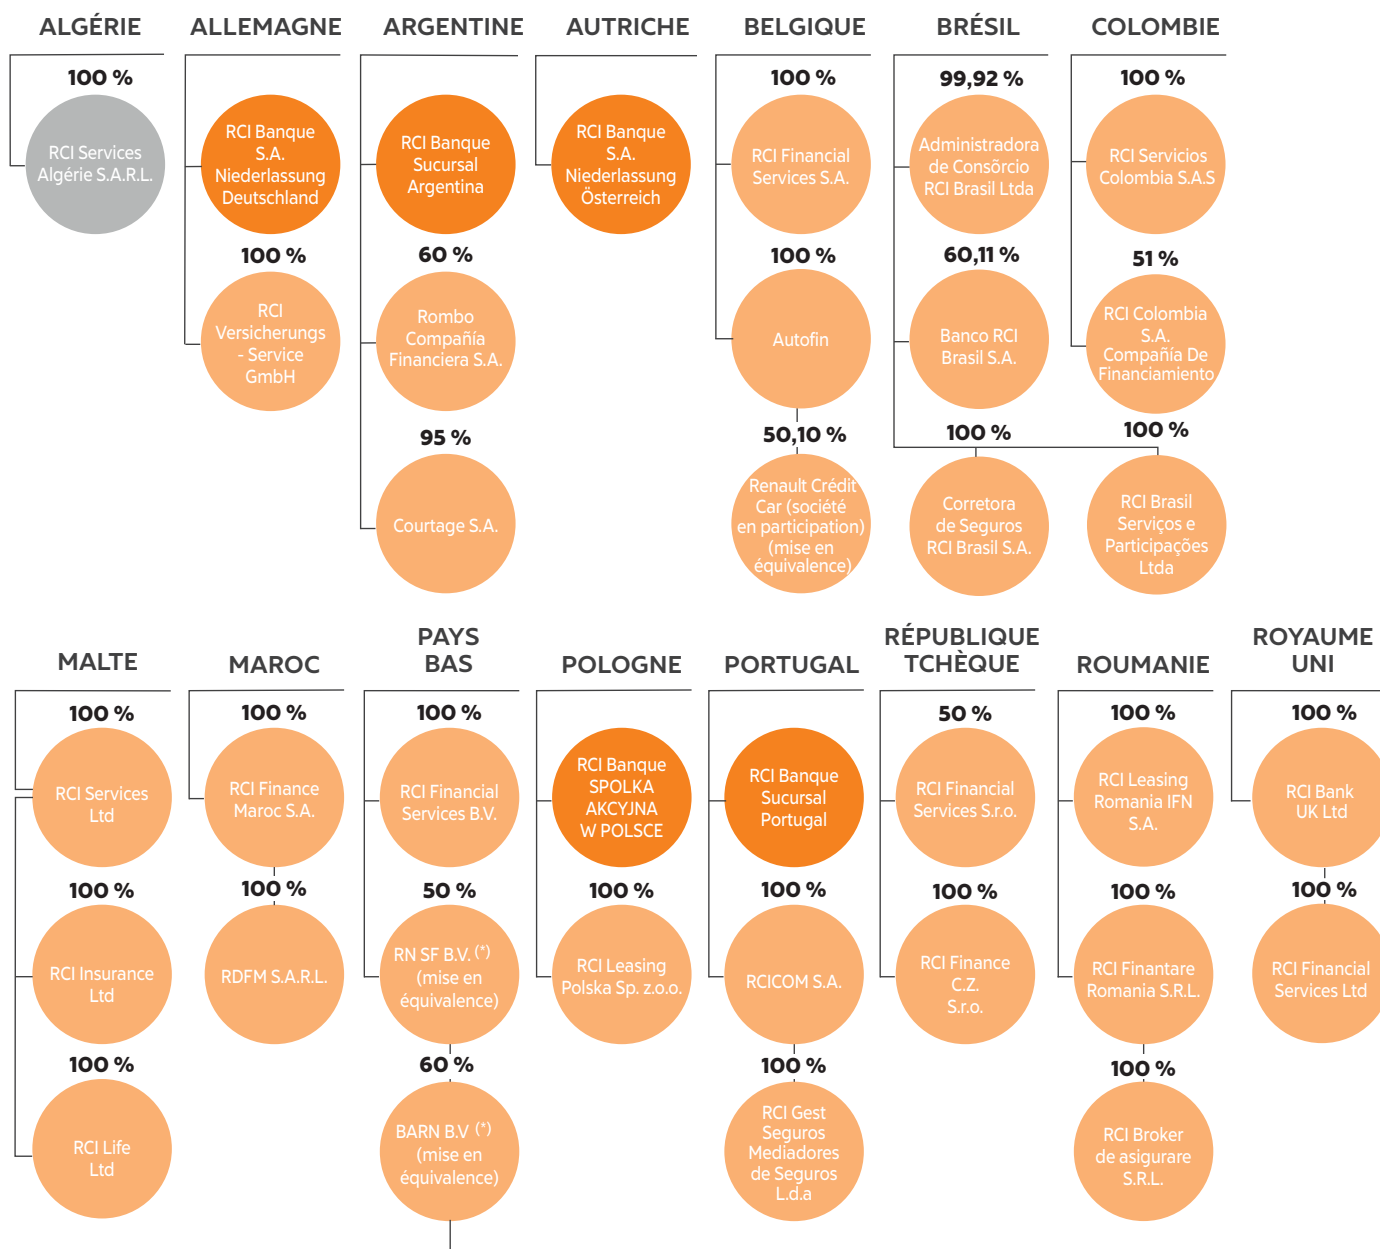 ALGÉRIE
100 %
RCI Services
Algérie S.A.R.L.
ALLEMAGNE
RCI Banque
S.A.
Niederlassung
Deutschland
100 %
RCI
Versicherungs
- Service
GmbH
ARGENTINE
RCI Banque
Sucursal
Argentina
60 %
Rombo
Compañía
Financiera S.A.
95 %
Courtage S.A.
AUTRICHE
RCI Banque
S.A.
Niederlassung
Österreich
BELGIQUE
100 %
RCI Financial
Services S.A.
100 %
Autofin
50,10 %
Renault Crédit
Car (société
en participation)
(mise en
équivalence)
BRÉSIL
99,92 %
Administradora
de Consõrcio
RCI Brasil Ltda
60,11 %
Banco RCI
Brasil S.A.
100 %
Corretora
de Seguros
RCI Brasil S.A.
100 %
RCI Brasil
Serviços e
Participações
Ltda
COLOMBIE
100 %
RCI Servicios
Colombia S.A.S
51 %
RCI Colombia
S.A.
Compañía De
Financiamiento
MALTE
100 %
RCI Services
Ltd
100 %
RCI Insurance
Ltd
100 %
RCI Life
Ltd
MAROC
100 %
RCI Finance
Maroc S.A.
100 %
RDFM S.A.R.L.
PAYS
BAS
100 %
RCI Financial
Services B.V.
50 %
RN SF B.V. (*)
(mise en
équivalence)
60 %
BARN B.V (*)
(mise en
équivalence)
POLOGNE
RCI Banque
SPOLKA
AKCYJNA
W POLSCE
100 %
RCI Leasing
Polska Sp. z.o.o.
PORTUGAL
RCI Banque
Sucursal
Portugal
100 %
RCICOM S.A.
100 %
RCI Gest
Seguros
Mediadores
de Seguros
L.d.a
RÉPUBLIQUE
TCHÈQUE
50 %
RCI Financial
Services S.r.o.
100 %
RCI Finance
C.Z.
S.r.o.
ROUMANIE
100 %
RCI Leasing
Romania IFN
S.A.
100 %
RCI Finantare
Romania S.R.L.
100 %
RCI Broker
de asigurare
S.R.L.
ROYAUME
UNI
100 %
RCI Bank
UK Ltd
100 %
RCI Financial
Services Ltd